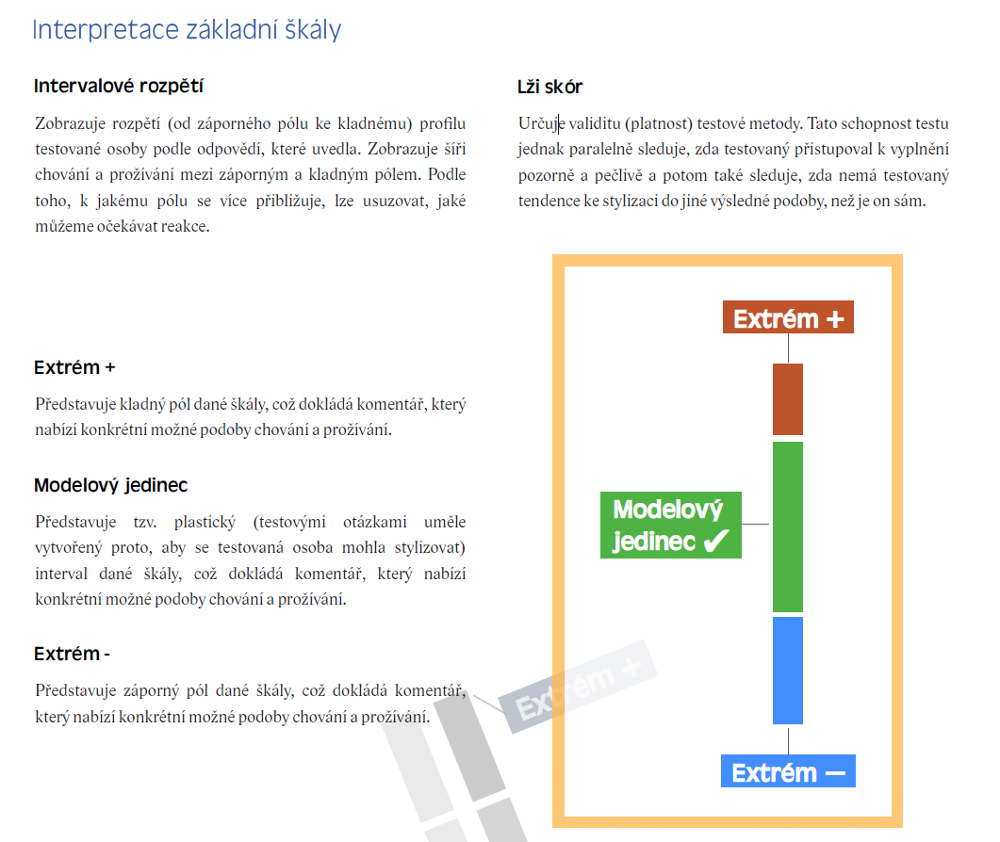 Interpretace základní škály
Intervalové rozpětí
Zobrazuje rozpětí (od záporného pólu ke kladnému) profilu
testované osoby podle odpovědí, které uvedla. Zobrazuje šíři
chování a prožívání mezi záporným a kladným pólem. Podle
toho, k jakému pólu se více přibližuje, lze usuzovat, jaké
můžeme očekávat reakce.
Lži skór
Určuje validitu (platnost) testové metody. Tato schopnost testu
jednak paralelně sleduje, zda testovaný přistupoval k vyplnění
pozorně a pečlivě a potom také sleduje, zda nemá testovaný
tendence ke stylizaci do jiné výsledné podoby, než je on sám.
Extrém +
Představuje kladný pól dané škály, což dokládá komentář, který
nabízí konkrétní možné podoby chování a prožívání.
Modelový jedinec
Představuje tzv. plastický (testovými otázkami uměle
vytvořený proto, aby se testovaná osoba mohla stylizovat)
interval dané škály, což dokládá komentář, který nabízí
konkrétní možné podoby chování a prožívání.
Extrém -
Představuje záporný pól dané škály, což dokládá komentář,
který nabízí konkrétní možné podoby chování a prožívání.
Extrém +
Modelový
jedinec ✔
Extrém –
Extrém +